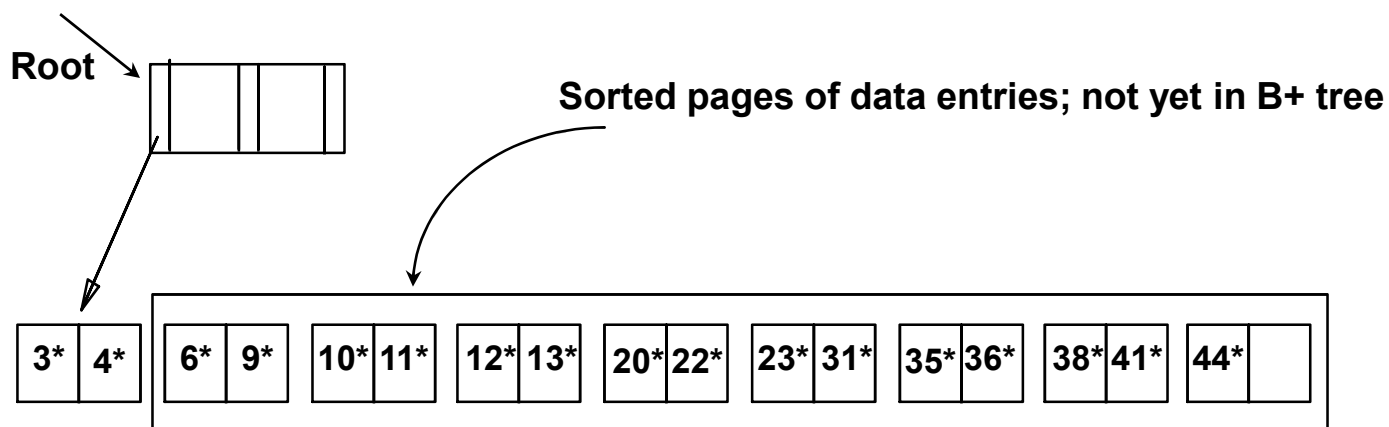 Root
Sorted pages of data entries; not yet in B+ tree
3* 4* 6* 9* 10* 11* 12* 13* 20* 22* 23* 31* 35* 36* 38* 41* 44*